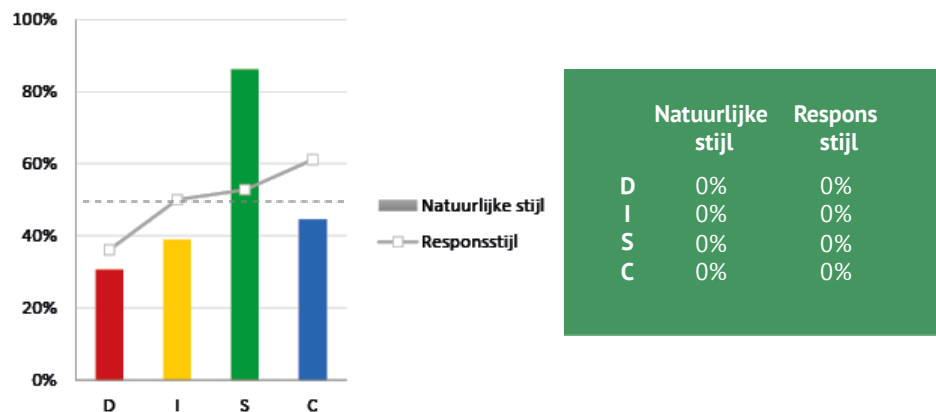 100%
80%
60%
40%
20%
0%
D I S C
Natuurlijke stijl
Responsstijl
Natuurlijke Respons
stijl stijl
D 0% 0%
I 0% 0%
S 0% 0%
C 0% 0%